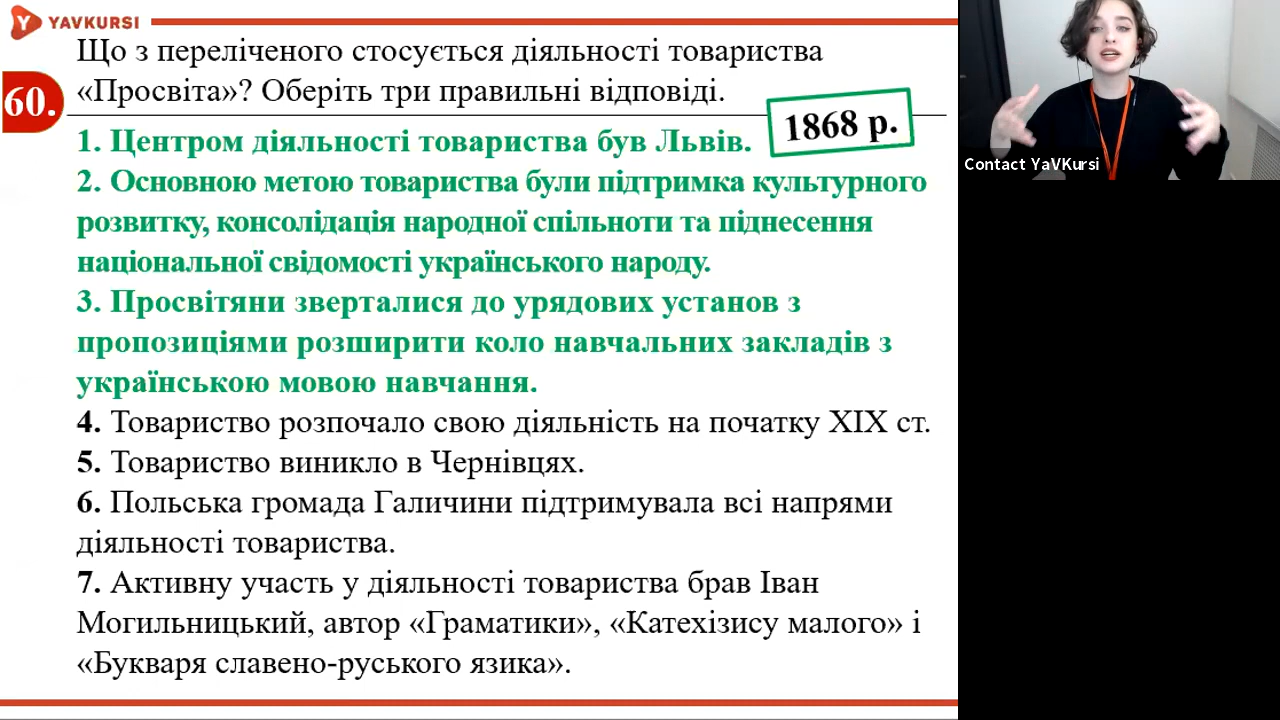 YAVKURSI
Що з переліченого стосується діяльності товариства
«Просвіта»? Оберіть три правильні відповіді.
60.
1868 р.
1. Центром діяльності товариства був Львів.
2. Основною метою товариства були підтримка культурного
розвитку, консолідація народної спільноти та піднесення
національної свідомості українського народу.
3. Просвітяни зверталися до урядових установ з
пропозиціями розширити коло навчальних закладів з
українською мовою навчання.
4. Товариство розпочало свою діяльність на початку ХІХ ст.
5. Товариство виникло в Чернівцях.
6. Польська громада Галичини підтримувала всі напрями
діяльності товариства.
7. Активну участь у діяльності товариства брав Іван
Могильницький, автор «Граматики», «Катехізису малого» і
«Букваря славено-руського язика».
Contact YaVKursi